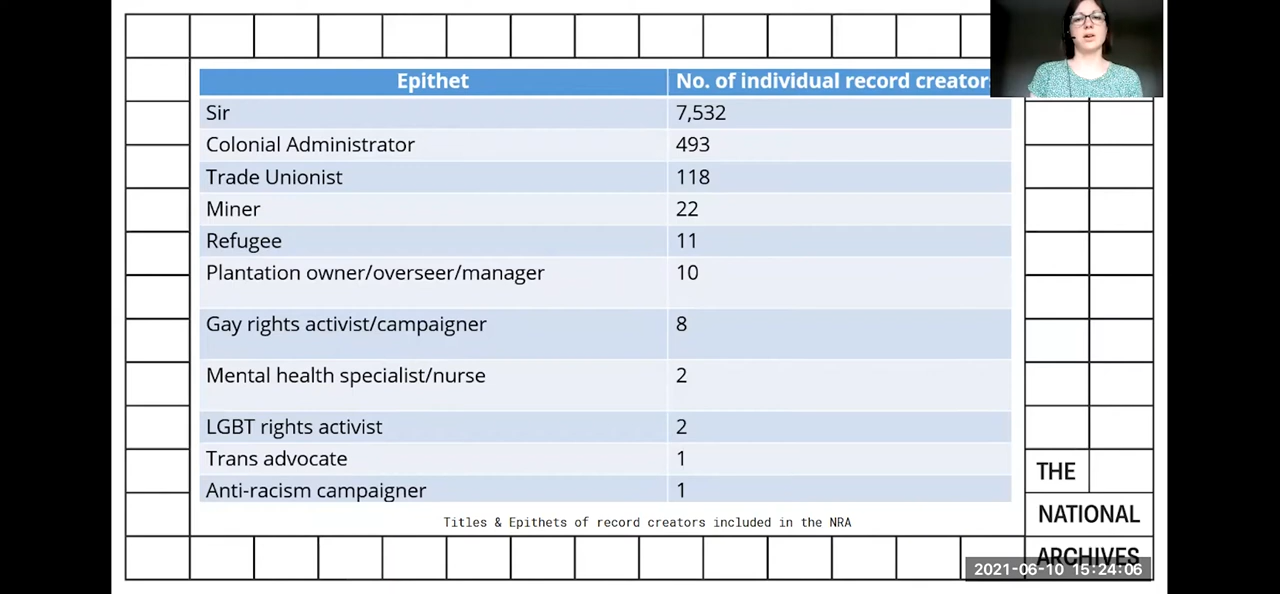 Epithet No. of individual record creators
Sir 7,532
Colonial Administrator 493
Trade Unionist 118
Miner 22
Refugee 11
Plantation owner/overseer/manager 10
Gay rights activist/campaigner 8
Mental health specialist/nurse 2
LGBT rights activist 2
Trans advocate 1
Anti-racism campaigner 1
Titles & Epithets of record creators included in the NRA
THE
NATIONAL
ARCHIVES
2021-06-10 15:24:06